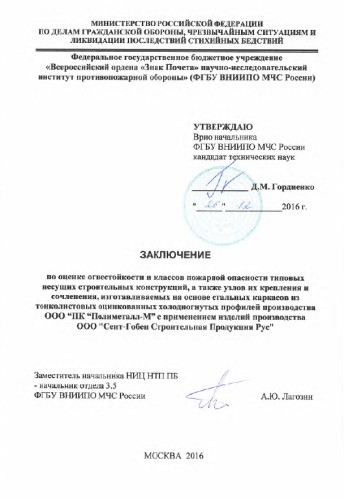 МИНИСТЕРСТВО РОССИЙСКОЙ ФЕДЕРАЦИИ
ПО ДЕЛАМ ГРАЖДАНСКОЙ ОБОРОНЫ, ЧРЕЗВЫЧАЙНЫМ СИТУАЦИЯМ И
ЛИКВИДАЦИИ ПОСЛЕДСТВИЙ СТИХЕЙНЫХ БЕДСТВИЙ
Федеральное государственное бюджетное учреждение
«Всероссийский ордена «Знак Почета» научно-исследовательский
институт противопожарной обороны» (ФГБУ ВНИИПО МЧС России)
УТВЕРЖДАЮ
Врио начальника
ФГБУ ВНИИПО МЧС России
кандидат технических наук
Д.М. Гордиенко
"26" 12 2016 г.
ЗАКЛЮЧЕНИЕ
по оценке огнестойкости и классов пожарной опасности типовых
несущих строительных конструкций, а также узлов их крепления и
сочленения, изготавливаемых на основе стальных каркасов из
тонколистовых оцинкованных холодногнутых профилей производства
ООО "ПК "Полиметалл-М" с применением изделий производства
ООО "Сент-Гобен Строительная Продукция Рус"
Заместитель начальника НИЦ НТП ПБ
- начальник отдела 3.5
ФГБУ ВНИИПО МЧС России
А.Ю. Лагозин
МОСКВА 2016